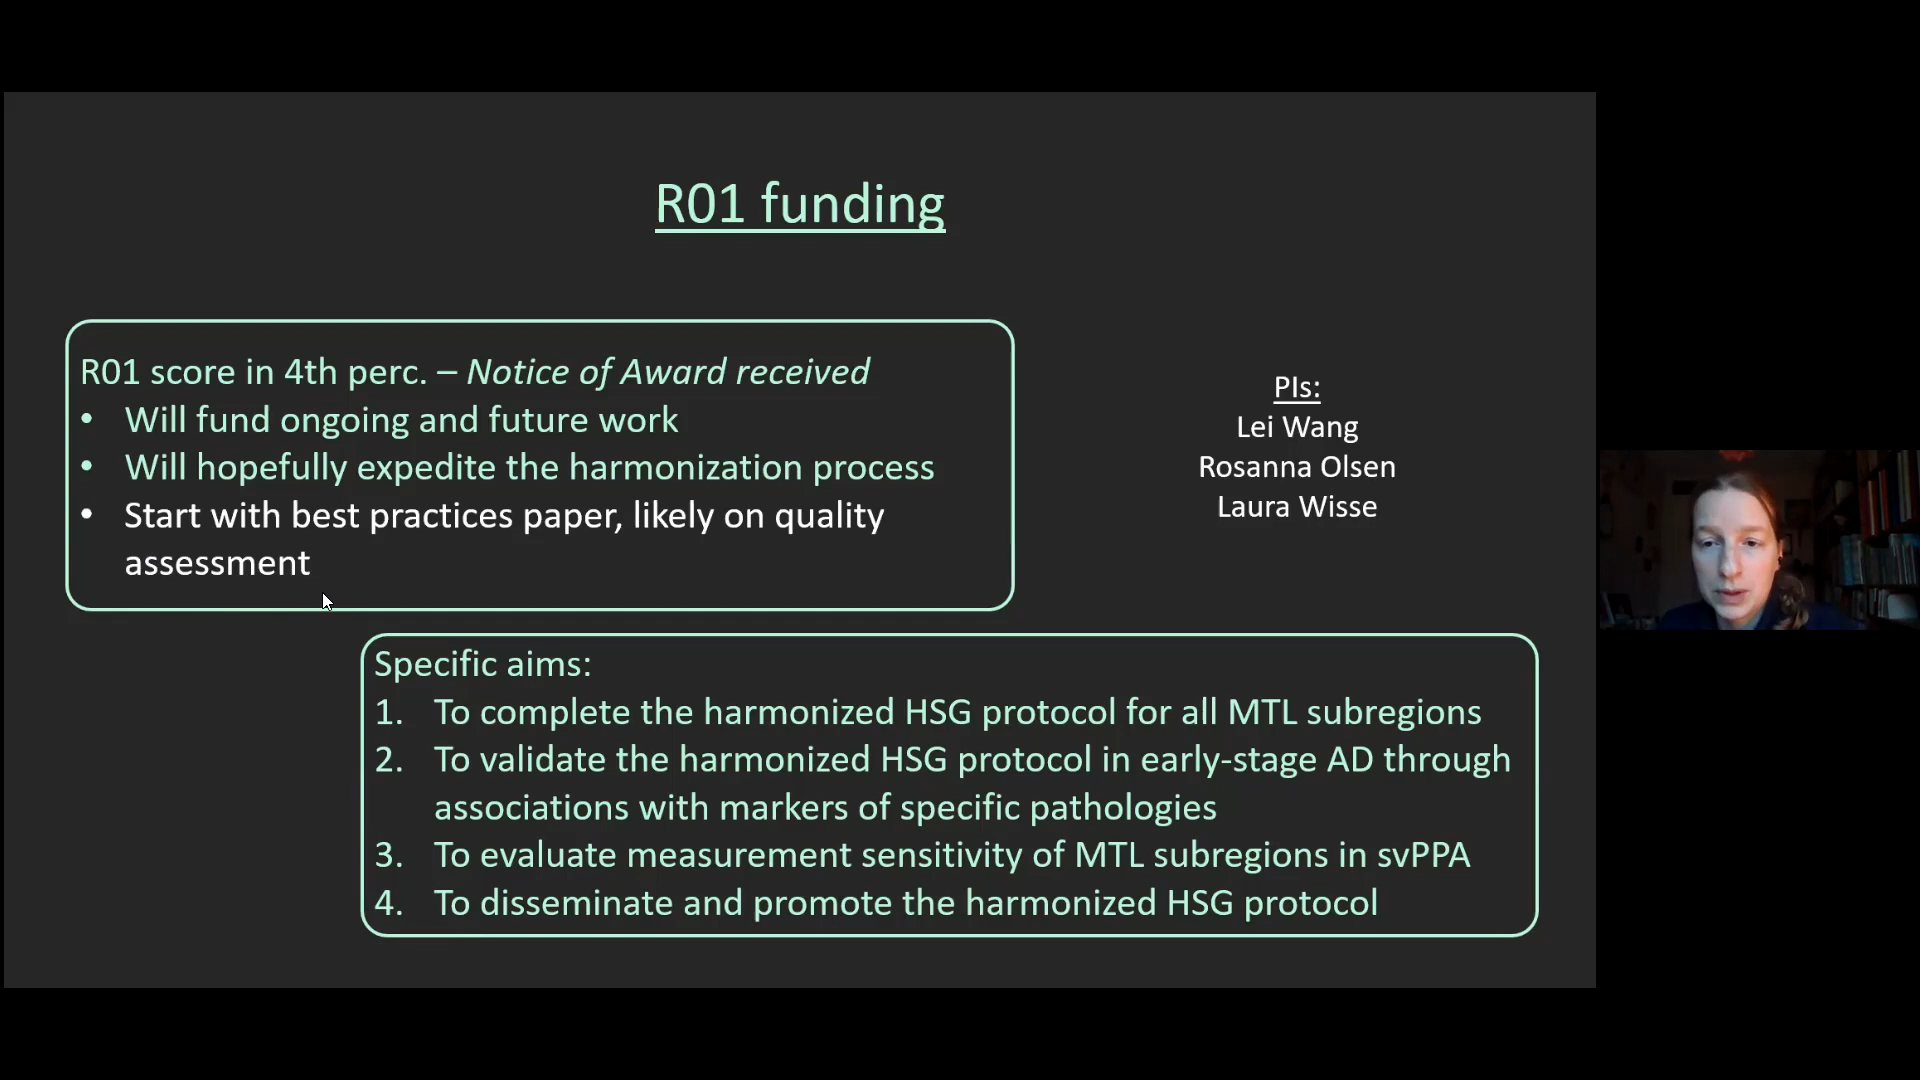 R01 funding
R01 score in 4th perc. – Notice of Award received
• Will fund ongoing and future work
• Will hopefully expedite the harmonization process
• Start with best practices paper, likely on quality
assessment
PIs:
Lei Wang
Rosanna Olsen
Laura Wisse
Specific aims:
1. To complete the harmonized HSG protocol for all MTL subregions
2. To validate the harmonized HSG protocol in early-stage AD through
associations with markers of specific pathologies
3. To evaluate measurement sensitivity of MTL subregions in svPPA
4. To disseminate and promote the harmonized HSG protocol